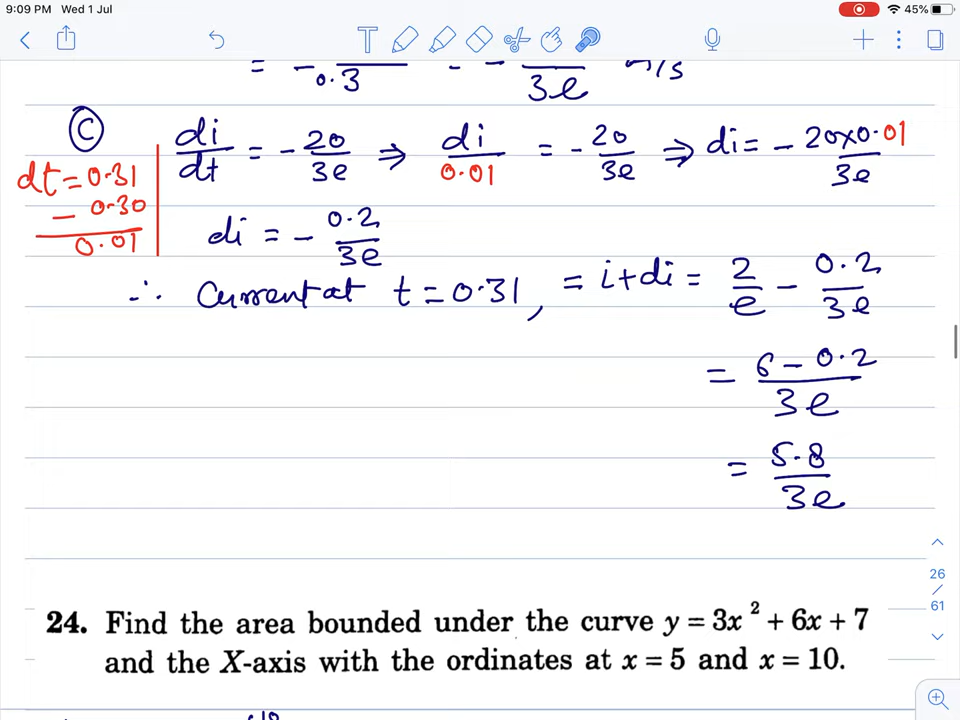 9:09 PM Wed 1 Jul 45%
= - 0.3 - - 3e A/s
Ⓒ di/dt = - 20/3e ⇒ di/0.01 = - 20/3e ⇒ di = - 20×0.01/3e
dt = 0.31
- 0.30
0.01
di = - 0.2/3e
∴ Current at t = 0.31, = i+di = 2/e - 0.2/3e
= 6 - 0.2/3e
= 5.8/3e
26
/
61
24. Find the area bounded under the curve y = 3x² + 6x + 7
and the X-axis with the ordinates at x = 5 and x = 10.